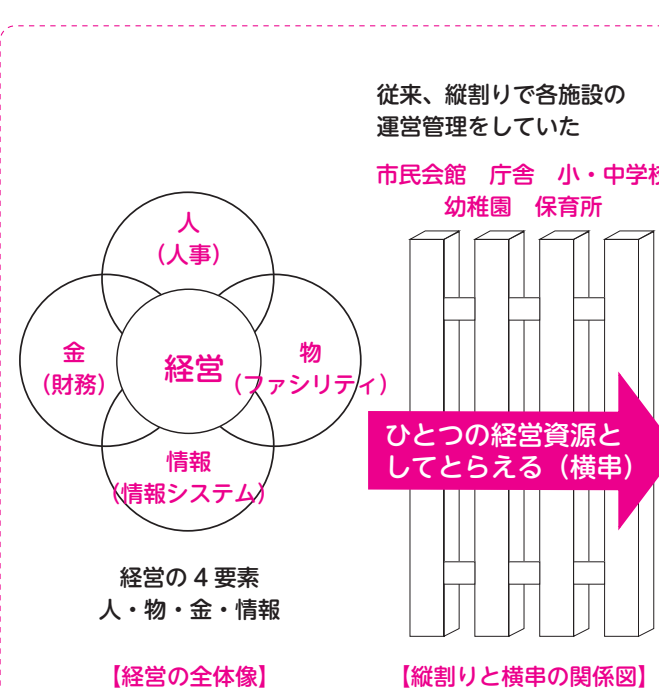 従来、縦割りで各施設の
運営管理をしていた
市民会館 庁舎 小・中学校
幼稚園 保育所
人
(人事)
金
(財務)
経営
物
(ファシリティ)
情報
(情報システム)
ひとつの経営資源と
してとらえる(横串)
経営の4要素
人・物・金・情報
【経営の全体像】
【縦割りと横串の関係図】